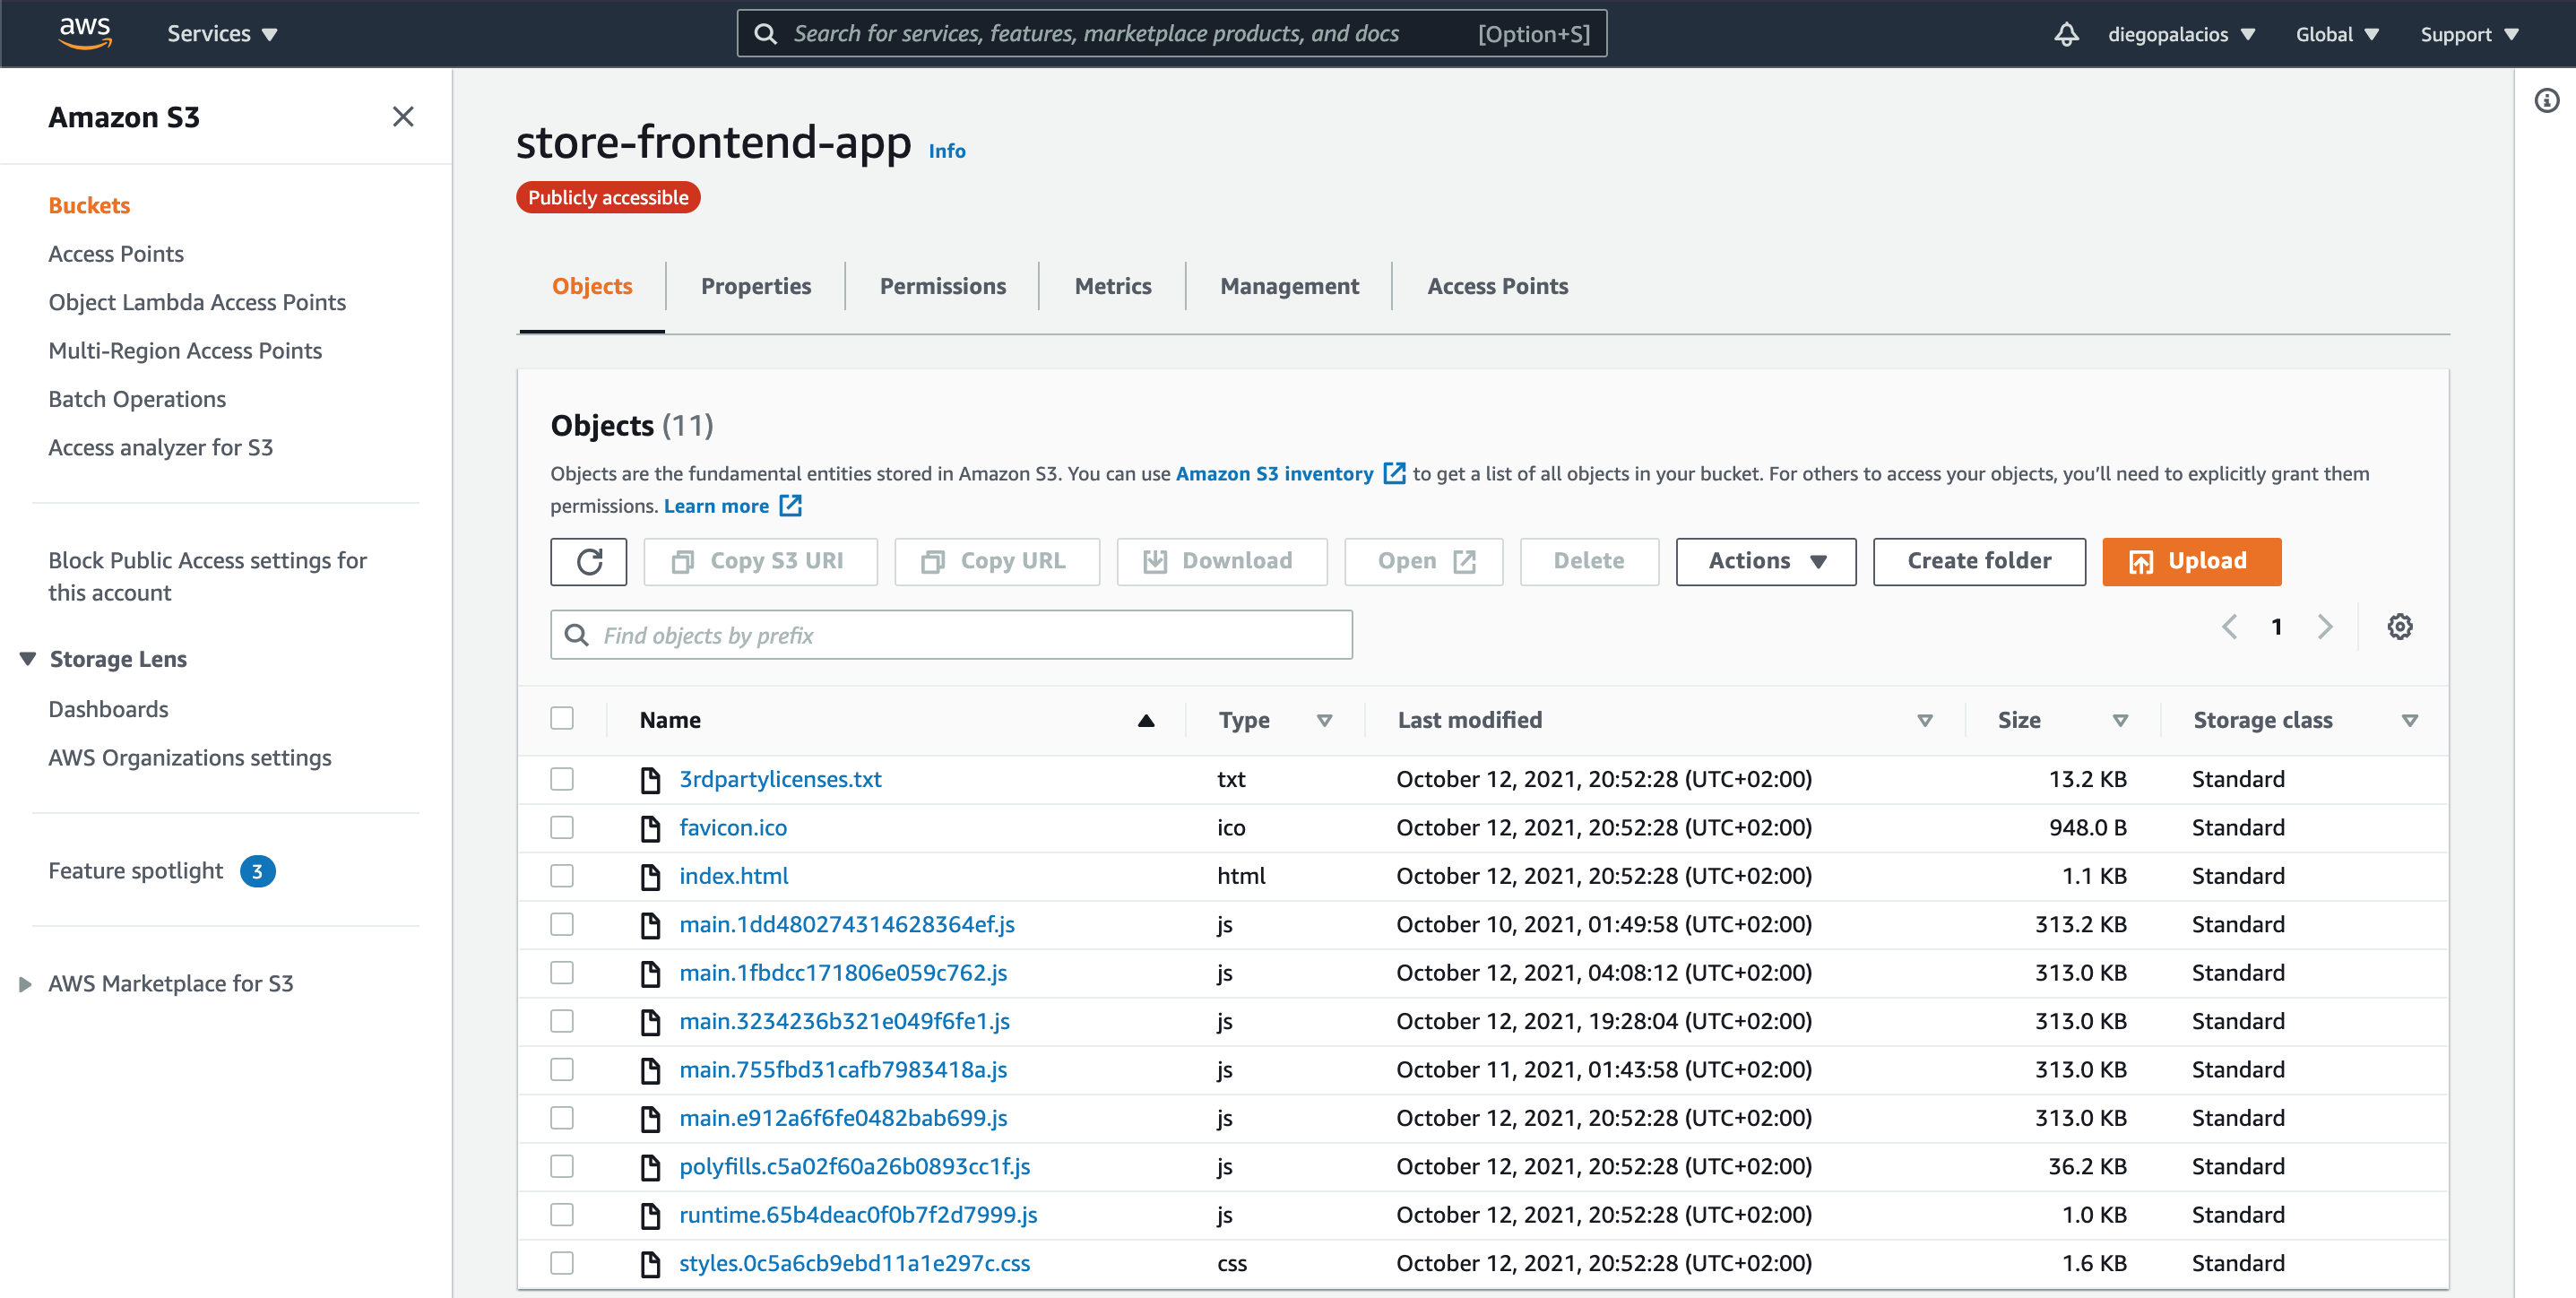 aws
Services ▼
Search for services, features, marketplace products, and docs [Option+S]
diegopalacios ▼ Global ▼ Support ▼
Amazon S3
Buckets
Access Points
Object Lambda Access Points
Multi-Region Access Points
Batch Operations
Access analyzer for S3
Block Public Access settings for
this account
Storage Lens
Dashboards
AWS Organizations settings
Feature spotlight 3
AWS Marketplace for S3
store-frontend-app Info
Publicly accessible
Objects Properties Permissions Metrics Management Access Points
Objects (11)
Objects are the fundamental entities stored in Amazon S3. You can use Amazon S3 inventory to get a list of all objects in your bucket. For others to access your objects, you'll need to explicitly grant them
permissions. Learn more
Copy S3 URI Copy URL Download Open Delete Actions ▼ Create folder Upload
Find objects by prefix
1
Name Type Last modified Size Storage class
3rdpartylicenses.txt txt October 12, 2021, 20:52:28 (UTC+02:00) 13.2 KB Standard
favicon.ico ico October 12, 2021, 20:52:28 (UTC+02:00) 948.0 B Standard
index.html html October 12, 2021, 20:52:28 (UTC+02:00) 1.1 KB Standard
main.1dd480274314628364ef.js js October 10, 2021, 01:49:58 (UTC+02:00) 313.2 KB Standard
main.1fbdcc171806e059c762.js js October 12, 2021, 04:08:12 (UTC+02:00) 313.0 KB Standard
main.3234236b321e049f6fe1.js js October 12, 2021, 19:28:04 (UTC+02:00) 313.0 KB Standard
main.755fbd31cafb7983418a.js js October 11, 2021, 01:43:58 (UTC+02:00) 313.0 KB Standard
main.e912a6f6fe0482bab699.js js October 12, 2021, 20:52:28 (UTC+02:00) 313.0 KB Standard
polyfills.c5a02f60a26b0893cc1f.js js October 12, 2021, 20:52:28 (UTC+02:00) 36.2 KB Standard
runtime.65b4deac0f0b7f2d7999.js js October 12, 2021, 20:52:28 (UTC+02:00) 1.0 KB Standard
styles.0c5a6cb9ebd11a1e297c.css css October 12, 2021, 20:52:28 (UTC+02:00) 1.6 KB Standard